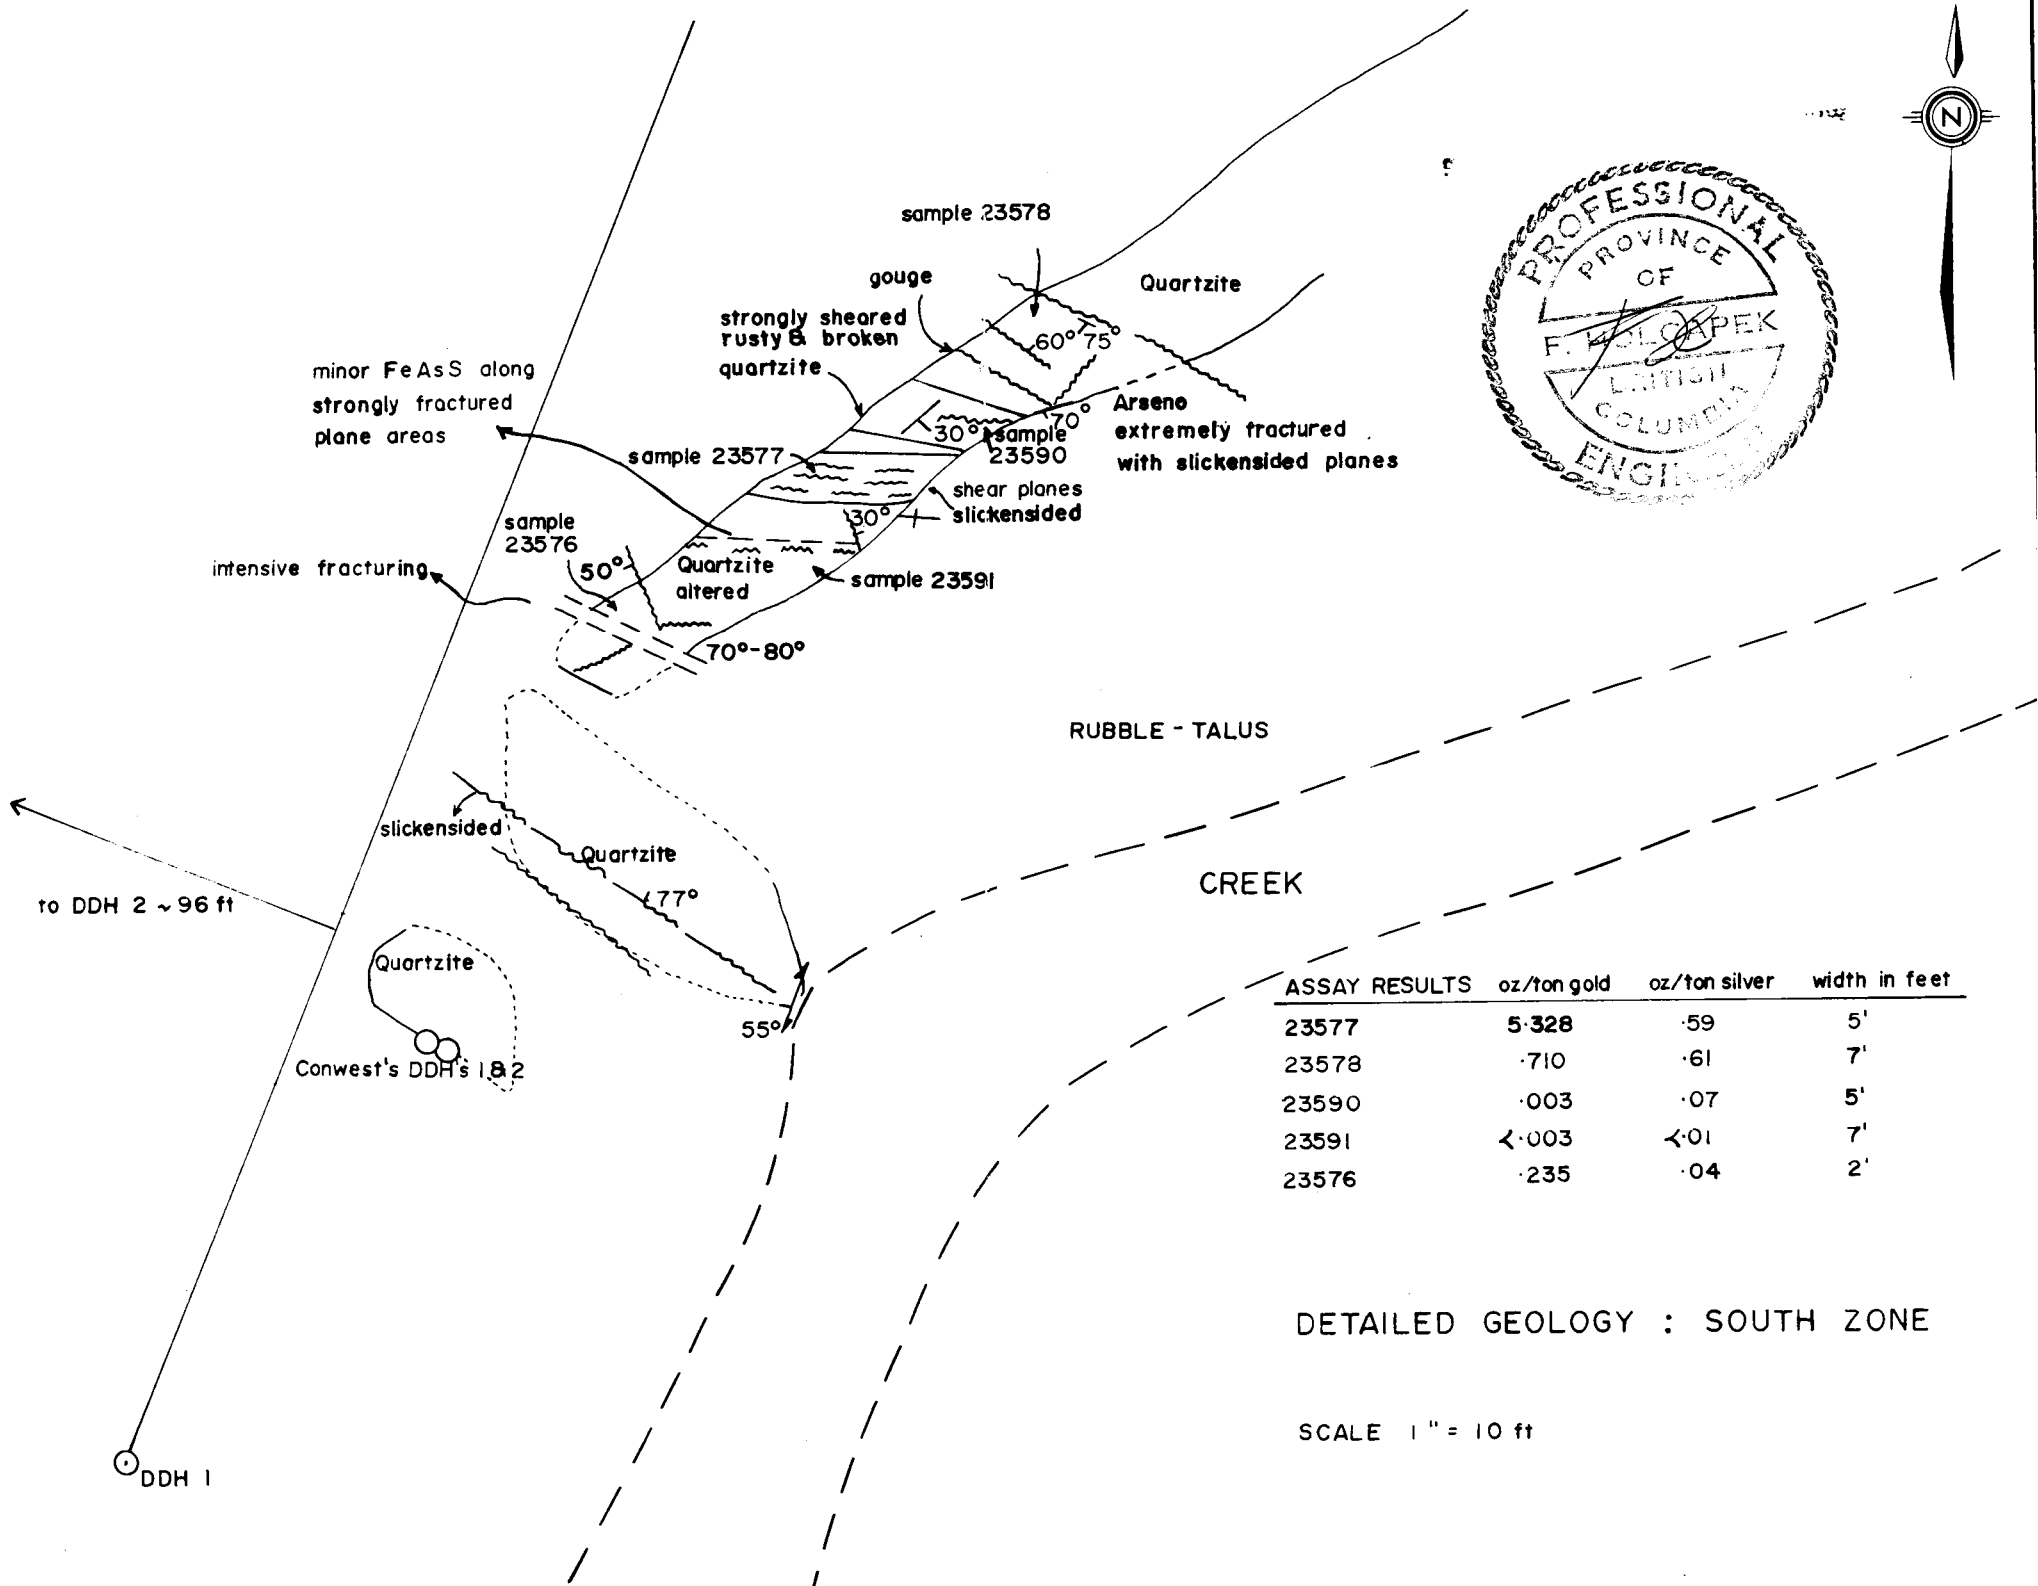 N
PROFESSIONAL
PROVINCE
OF
BRITISH
COLUMBIA
sample 23578
gouge
Quartzite
strongly sheared
rusty & broken
quartzite
60° 75°
minor FeAsS along
strongly fractured
plane areas
70°
Arseno
extremely fractured
with slickensided planes
30°
sample
23590
sample 23577
shear planes
slickensided
30°
sample
23576
intensive fracturing
50°
Quartzite
altered
sample 23591
70°-80°
RUBBLE - TALUS
slickensided
Quartzite
77°
CREEK
to DDH 2 ~ 96 ft
Quartzite
55°
Conwest's DDH's 1 & 2
ASSAY RESULTS oz/ton gold oz/ton silver width in feet
23577 5.328 .59 5'
23578 .710 .61 7'
23590 .003 .07 5'
23591 <.003 <.01 7'
23576 .235 .04 2'
DETAILED GEOLOGY : SOUTH ZONE
SCALE 1" = 10 ft
DDH 1